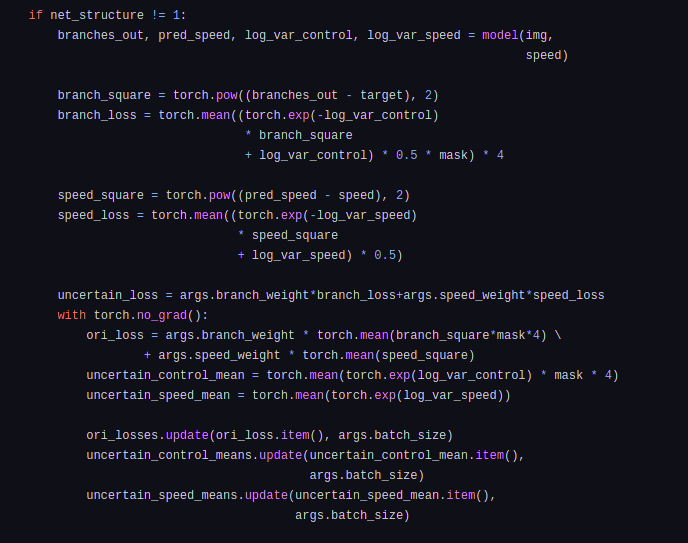 if net_structure != 1:
    branches_out, pred_speed, log_var_control, log_var_speed = model(img,
                                                                     speed)

    branch_square = torch.pow((branches_out - target), 2)
    branch_loss = torch.mean((torch.exp(-log_var_control)
                              * branch_square
                              + log_var_control) * 0.5 * mask) * 4

    speed_square = torch.pow((pred_speed - speed), 2)
    speed_loss = torch.mean((torch.exp(-log_var_speed)
                             * speed_square
                             + log_var_speed) * 0.5)

    uncertain_loss = args.branch_weight*branch_loss+args.speed_weight*speed_loss
    with torch.no_grad():
        ori_loss = args.branch_weight * torch.mean(branch_square*mask*4) \
                + args.speed_weight * torch.mean(speed_square)
        uncertain_control_mean = torch.mean(torch.exp(log_var_control) * mask * 4)
        uncertain_speed_mean = torch.mean(torch.exp(log_var_speed))

        ori_losses.update(ori_loss.item(), args.batch_size)
        uncertain_control_means.update(uncertain_control_mean.item(),
                                       args.batch_size)
        uncertain_speed_means.update(uncertain_speed_mean.item(),
                                     args.batch_size)